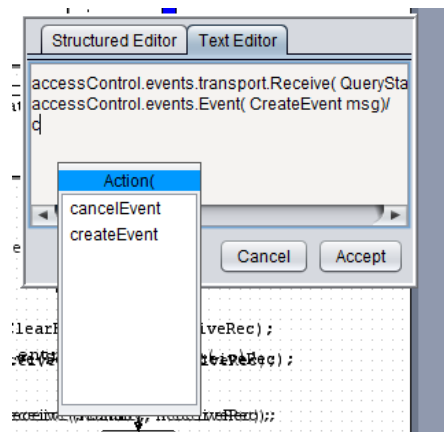 Structured Editor Text Editor
accessControl.events.transport.Receive( QuerySta
accessControl.events.Event( CreateEvent msg)/
c
Action(
cancelEvent
createEvent
Cancel Accept
iveRec);